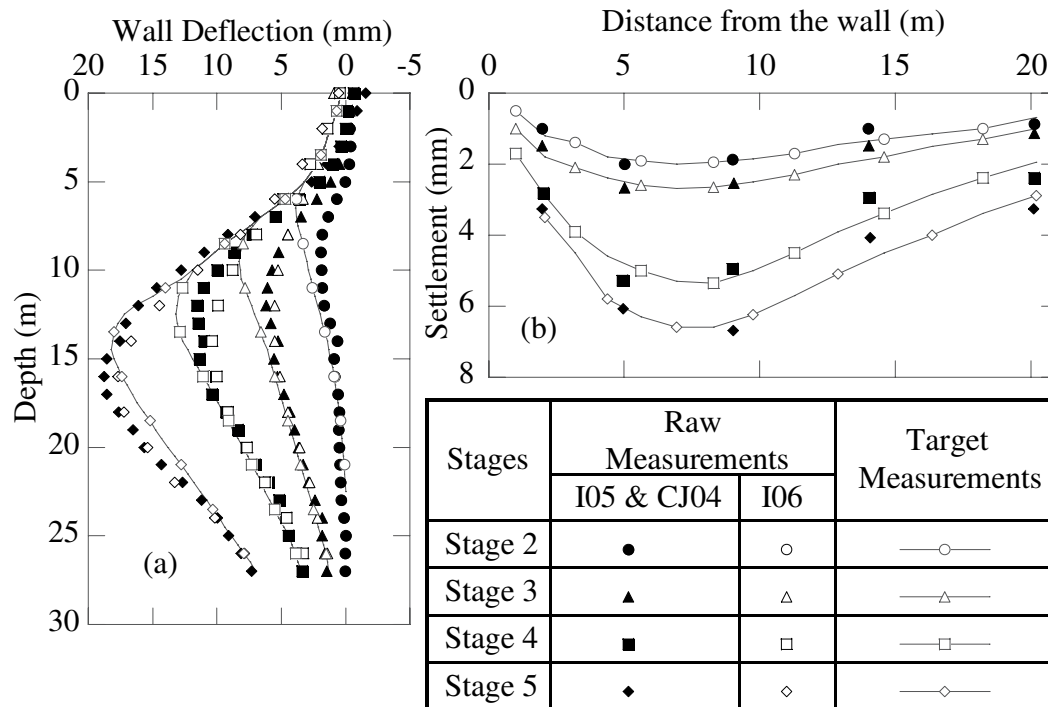 Wall Deflection (mm)
20 15 10 5 0 -5
0
5
10
15
20
25
30
Depth (m)
(a)
Distance from the wall (m)
0 5 10 15 20
0
2
4
6
8
Settlement (mm)
(b)
Stages
Raw
Measurements
Target
Measurements
I05 & CJ04 I06
Stage 2
Stage 3
Stage 4
Stage 5